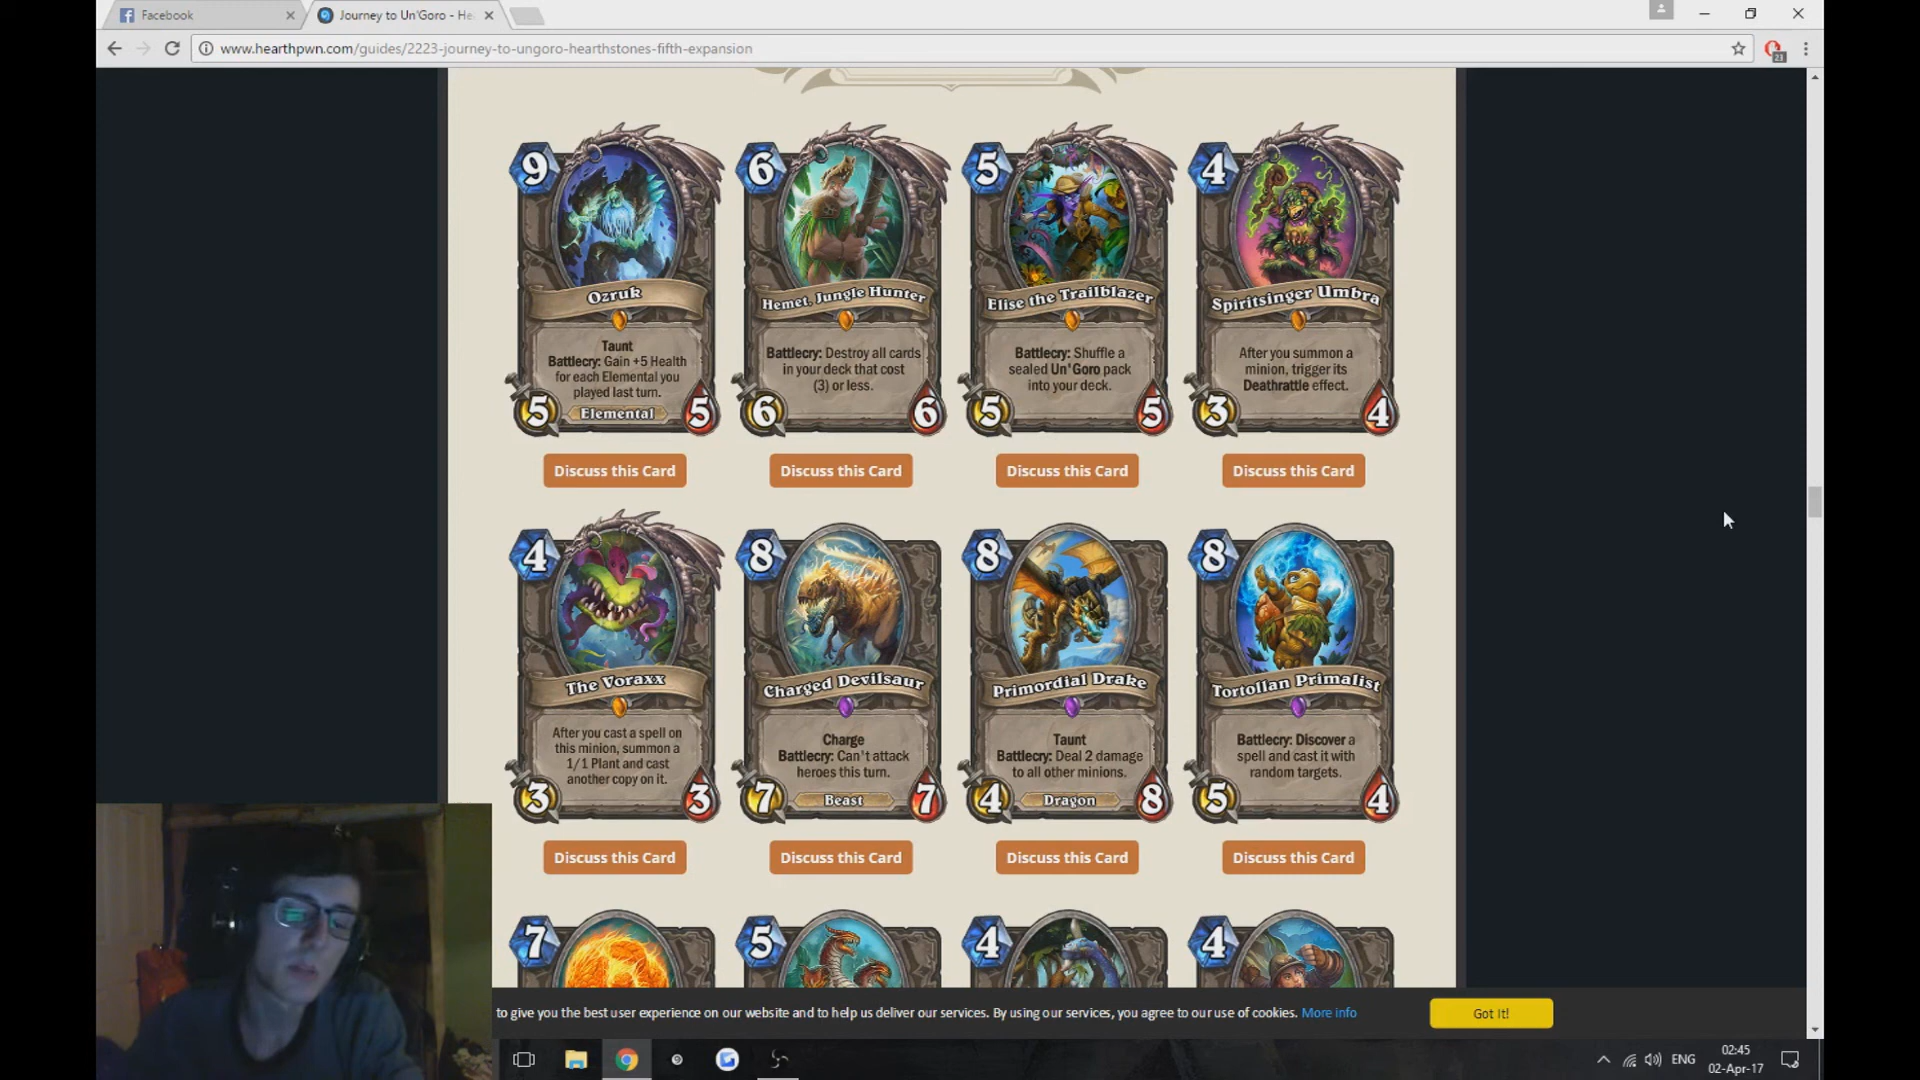 Facebook
Journey to Un'Goro - He
www.hearthpwn.com/guides/2223-journey-to-ungoro-hearthstones-fifth-expansion
21
9
6
5
4
Ozruk
Hemet, Jungle Hunter
Elise the Trailblazer
Spiritsinger Umbra
Taunt
Battlecry: Gain +5 Health
for each Elemental you
played last turn.
Elemental
5
5
Battlecry: Destroy all cards
in your deck that cost
(3) or less.
6
6
Battlecry: Shuffle a
sealed Un'Goro pack
into your deck.
5
5
After you summon a
minion, trigger its
Deathrattle effect.
3
4
Discuss this Card
Discuss this Card
Discuss this Card
Discuss this Card
4
8
8
8
The Voraxx
Charged Devilsaur
Primordial Drake
Tortollan Primalist
After you cast a spell on
this minion, summon a
1/1 Plant and cast
another copy on it.
3
3
Charge
Battlecry: Can't attack
heroes this turn.
Beast
7
7
Taunt
Battlecry: Deal 2 damage
to all other minions.
Dragon
4
8
Battlecry: Discover a
spell and cast it with
random targets.
5
4
Discuss this Card
Discuss this Card
Discuss this Card
Discuss this Card
7
5
4
4
to give you the best user experience on our website and to help us deliver our services. By using our services, you agree to our use of cookies. More info
Got It!
ENG
02:45
02-Apr-17